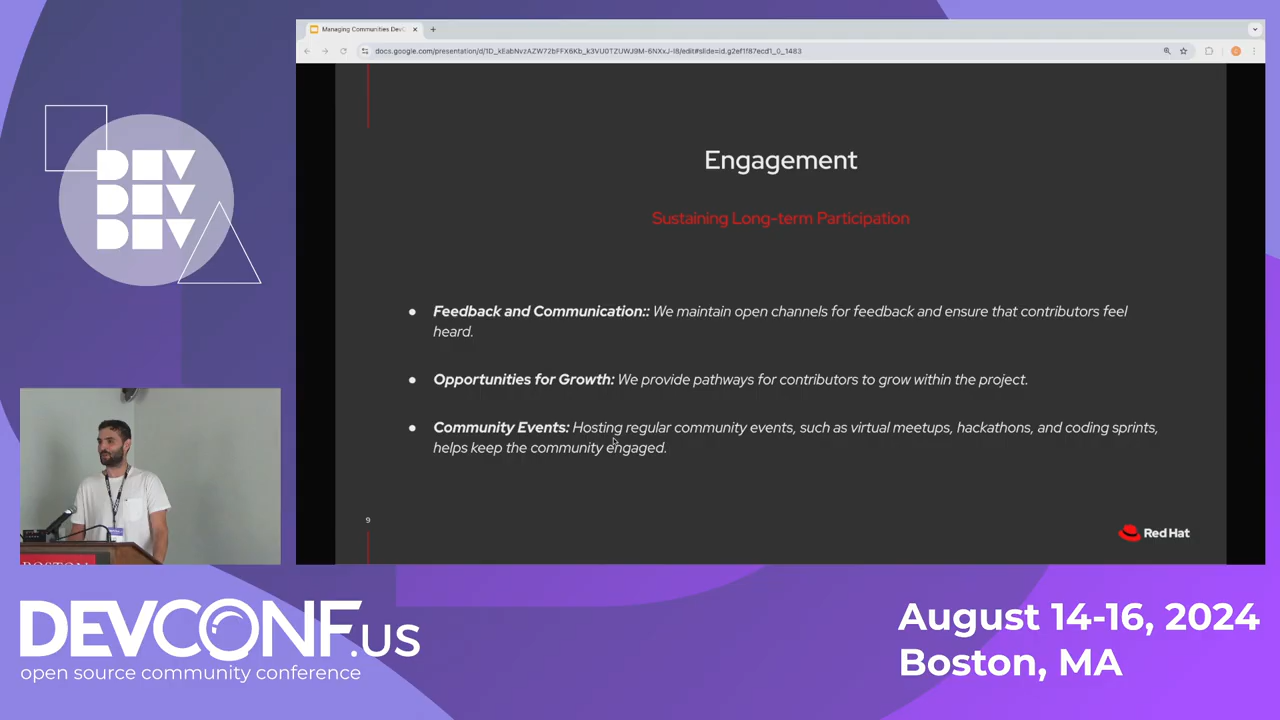 Managing Communities DevC
docs.google.com/presentation/d/1D_xEabNvzAZW72bFFX6Kb_k3VU0TZUWJ9M-6NXxJ-I8/edit#slide=id.g2ef1f87ecd1_0_1483
DEV
DEV
DEV
Engagement
Sustaining Long-term Participation
● Feedback and Communication:: We maintain open channels for feedback and ensure that contributors feel
heard.
● Opportunities for Growth: We provide pathways for contributors to grow within the project.
● Community Events: Hosting regular community events, such as virtual meetups, hackathons, and coding sprints,
helps keep the community engaged.
9
Red Hat
BOSTON
DEVCONF.US
open source community conference
August 14-16, 2024
Boston, MA